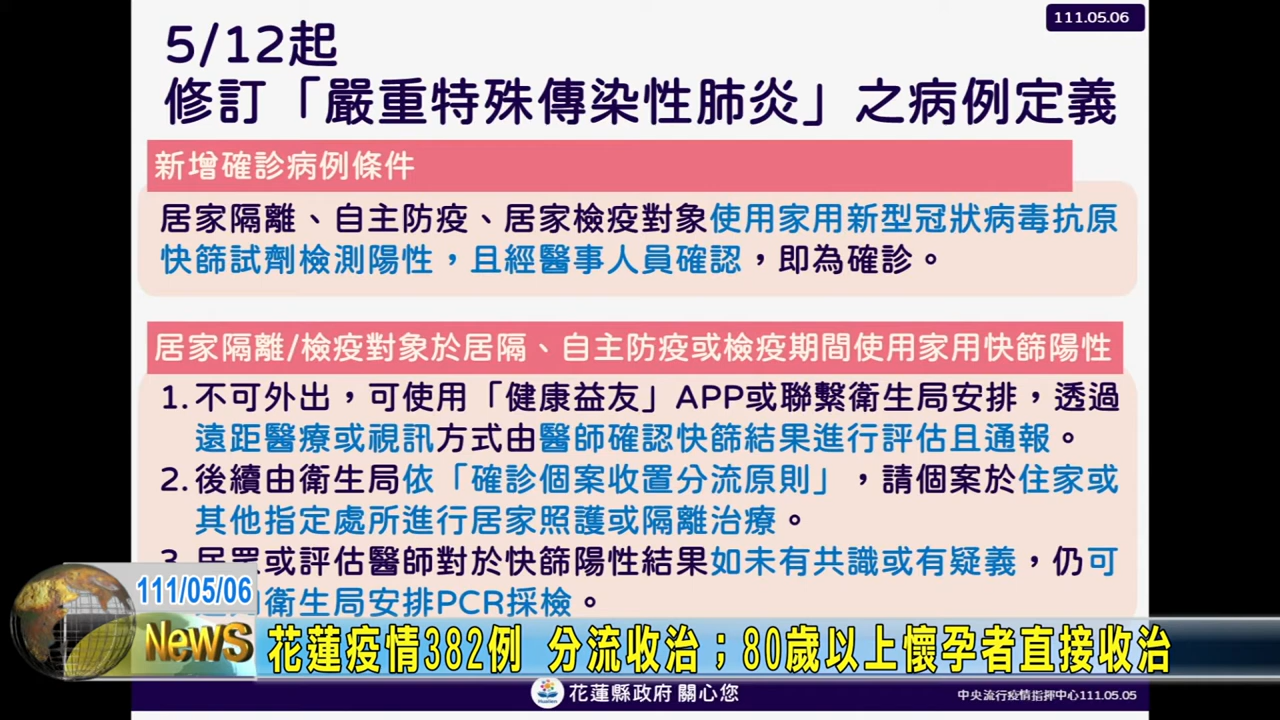 111.05.06
5/12起
修訂「嚴重特殊傳染性肺炎」之病例定義
新增確診病例條件
居家隔離、自主防疫、居家檢疫對象使用家用新型冠狀病毒抗原
快篩試劑檢測陽性，且經醫事人員確認，即為確診。
居家隔離/檢疫對象於居隔、自主防疫或檢疫期間使用家用快篩陽性
1.不可外出，可使用「健康益友」APP或聯繫衛生局安排，透過
遠距醫療或視訊方式由醫師確認快篩結果進行評估且通報。
2.後續由衛生局依「確診個案收置分流原則」，請個案於住家或
其他指定處所進行居家照護或隔離治療。
3.居眾或評估醫師對於快篩陽性結果如未有共識或有疑義，仍可
衛生局安排PCR採檢。
111/05/06
NewS
花蓮疫情382例 分流收治；80歲以上懷孕者直接收治
花蓮縣政府 關心您
中央流行疫情指揮中心111.05.05